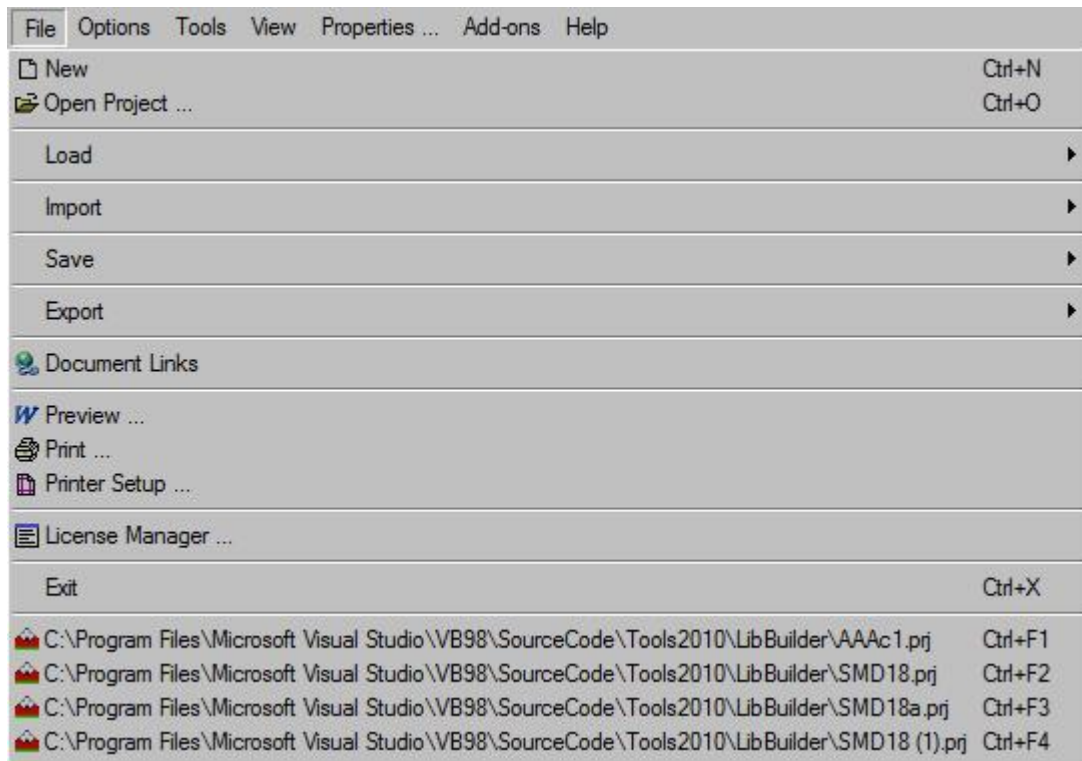 File Options Tools View Properties ... Add-ons Help
New Ctrl+N
Open Project ... Ctrl+O
Load
Import
Save
Export
Document Links
Preview ...
Print ...
Printer Setup ...
License Manager ...
Exit Ctrl+X
C:\Program Files\Microsoft Visual Studio\VB98\SourceCode\Tools2010\LibBuilder\AAAc1.prj Ctrl+F1
C:\Program Files\Microsoft Visual Studio\VB98\SourceCode\Tools2010\LibBuilder\SMD18.prj Ctrl+F2
C:\Program Files\Microsoft Visual Studio\VB98\SourceCode\Tools2010\LibBuilder\SMD18a.prj Ctrl+F3
C:\Program Files\Microsoft Visual Studio\VB98\SourceCode\Tools2010\LibBuilder\SMD18 (1).prj Ctrl+F4